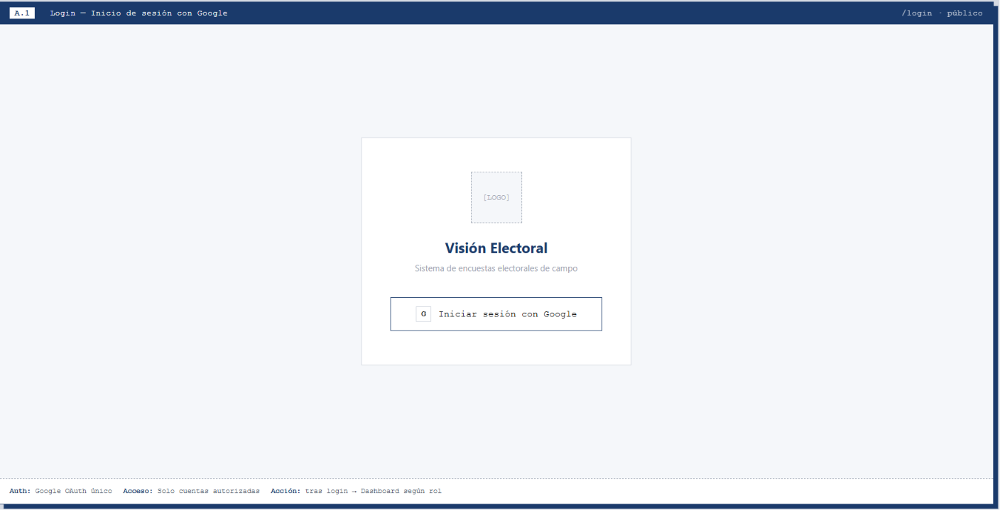 A.1 Login — Inicio de sesión con Google /login · público
[LOGO]
Visión Electoral
Sistema de encuestas electorales de campo
G Iniciar sesión con Google
Auth: Google OAuth único Acceso: Solo cuentas autorizadas Acción: tras login → Dashboard según rol